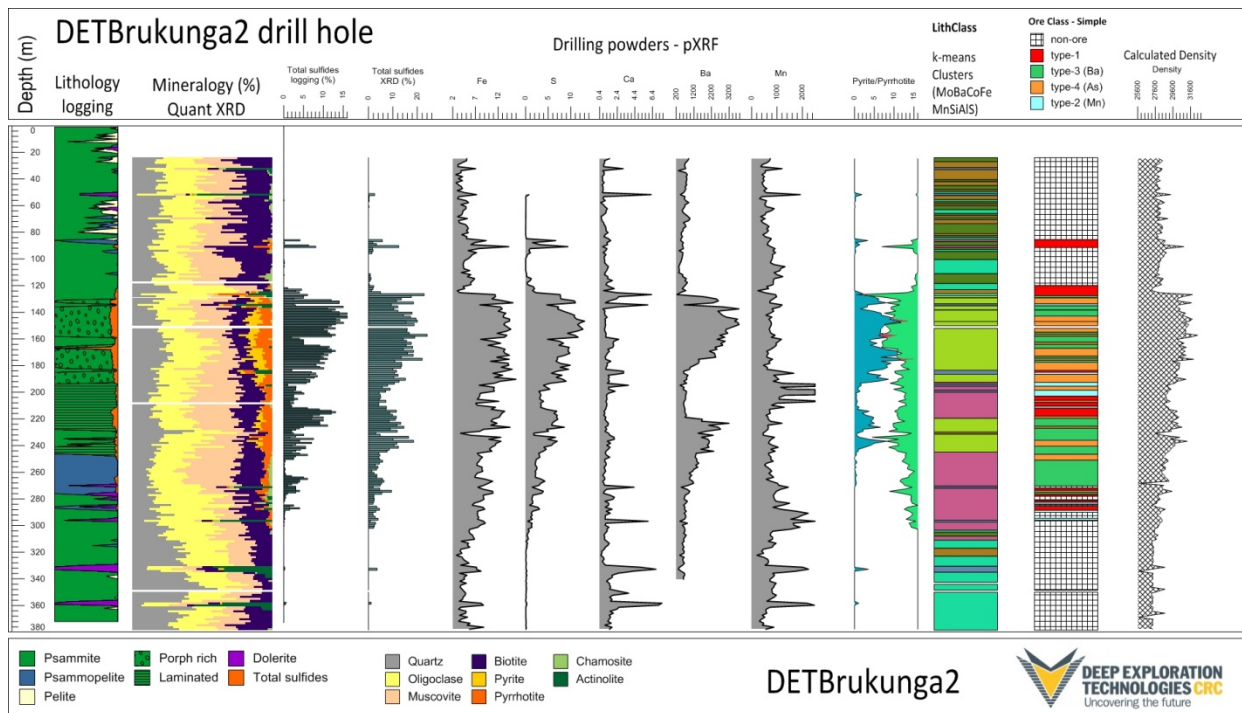 DETBrukunga2 drill hole
Drilling powders - pXRF
Depth (m)
Lithology
logging
Mineralogy (%)
Quant XRD
Total sulfides
logging (%)
0 5 10 15
Total sulfides
XRD (%)
0 10 20
Fe
2 7 12
S
0 5 10
Ca
0.4 2.4 4.4 6.4
Ba
200 1200 2200 3200
Mn
0 1000 2000
Pyrite/Pyrrhotite
0 5 10 15
LithClass
k-means
Clusters
(MoBaCoFe
MnSiAlS)
Ore Class - Simple
non-ore
type-1
type-3 (Ba)
type-4 (As)
type-2 (Mn)
Calculated Density
Density
25600 27600 29600 31600
0
20
40
60
80
100
120
140
160
180
200
220
240
260
280
300
320
340
360
380
Psammite
Psammopelite
Pelite
Porph rich
Laminated
Dolerite
Total sulfides
Quartz
Oligoclase
Muscovite
Biotite
Pyrite
Pyrrhotite
Chamosite
Actinolite
DETBrukunga2
DEEP EXPLORATION
TECHNOLOGIES CRC
Uncovering the future